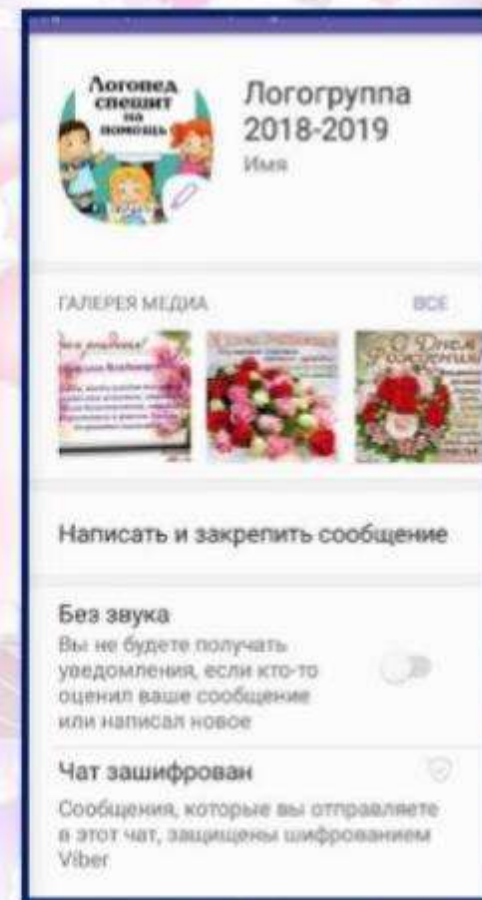 Логопед
спешит
на
помощь
Логогруппа
2018-2019
Имя
ГАЛЕРЕЯ МЕДИА
ВСЕ
С Днем
Рождения!
Написать и закрепить сообщение
Без звука
Вы не будете получать
уведомления, если кто-то
оценил ваше сообщение
или написал новое
Чат зашифрован
Сообщения, которые вы отправляете
в этот чат, защищены шифрованием
Viber